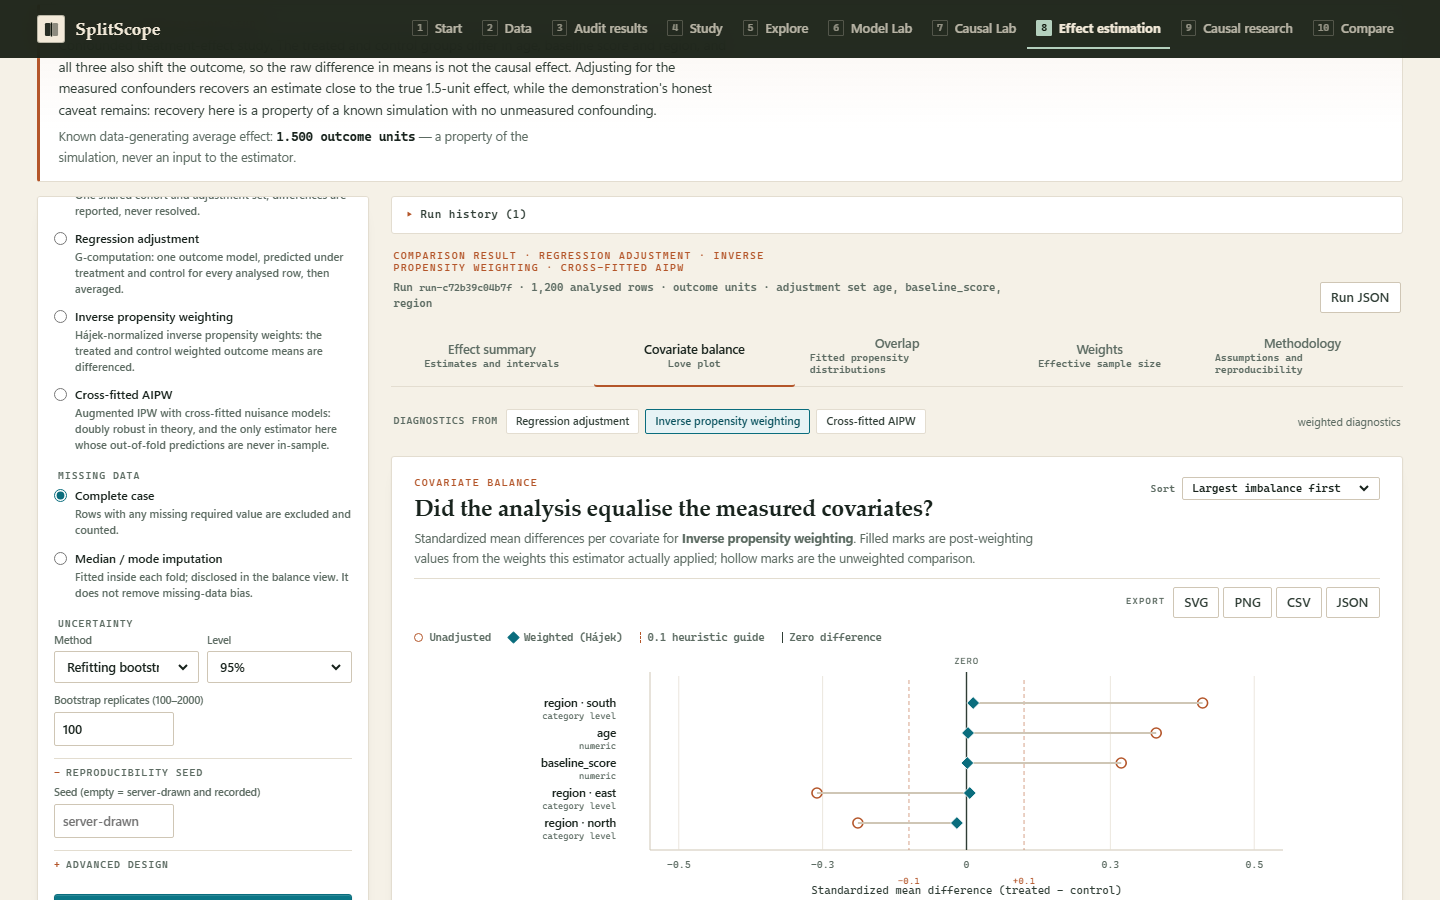 SplitScope
1 Start
2 Data
3 Audit results
4 Study
5 Explore
6 Model Lab
7 Causal Lab
8 Effect estimation
9 Causal research
10 Compare
all three also shift the outcome, so the raw difference in means is not the causal effect. Adjusting for the
measured confounders recovers an estimate close to the true 1.5-unit effect, while the demonstration's honest
caveat remains: recovery here is a property of a known simulation with no unmeasured confounding.
Known data-generating average effect: 1.500 outcome units — a property of the
simulation, never an input to the estimator.
One shared cohort and adjustment set; differences are
reported, never resolved.
Regression adjustment
G-computation: one outcome model, predicted under
treatment and control for every analysed row, then
averaged.
Inverse propensity weighting
Hájek-normalized inverse propensity weights: the
treated and control weighted outcome means are
differenced.
Cross-fitted AIPW
Augmented IPW with cross-fitted nuisance models:
doubly robust in theory, and the only estimator here
whose out-of-fold predictions are never in-sample.
MISSING DATA
Complete case
Rows with any missing required value are excluded and
counted.
Median / mode imputation
Fitted inside each fold; disclosed in the balance view. It
does not remove missing-data bias.
UNCERTAINTY
Method
Level
Refitting bootstr
95%
Bootstrap replicates (100–2000)
100
− REPRODUCIBILITY SEED
Seed (empty = server-drawn and recorded)
server-drawn
+ ADVANCED DESIGN
▸ Run history (1)
COMPARISON RESULT · REGRESSION ADJUSTMENT · INVERSE
PROPENSITY WEIGHTING · CROSS-FITTED AIPW
Run run-c72b39c04b7f · 1,200 analysed rows · outcome units · adjustment set age, baseline_score,
region
Run JSON
Effect summary
Estimates and intervals
Covariate balance
Love plot
Overlap
Fitted propensity
distributions
Weights
Effective sample size
Methodology
Assumptions and
reproducibility
DIAGNOSTICS FROM
Regression adjustment
Inverse propensity weighting
Cross-fitted AIPW
weighted diagnostics
COVARIATE BALANCE
Did the analysis equalise the measured covariates?
Sort
Largest imbalance first
Standardized mean differences per covariate for Inverse propensity weighting. Filled marks are post-weighting
values from the weights this estimator actually applied; hollow marks are the unweighted comparison.
EXPORT
SVG
PNG
CSV
JSON
Unadjusted
Weighted (Hájek)
0.1 heuristic guide
Zero difference
ZERO
region · south
category level
age
numeric
baseline_score
numeric
region · east
category level
region · north
category level
−0.5
−0.3
0
0.3
0.5
−0.1
+0.1
Standardized mean difference (treated − control)